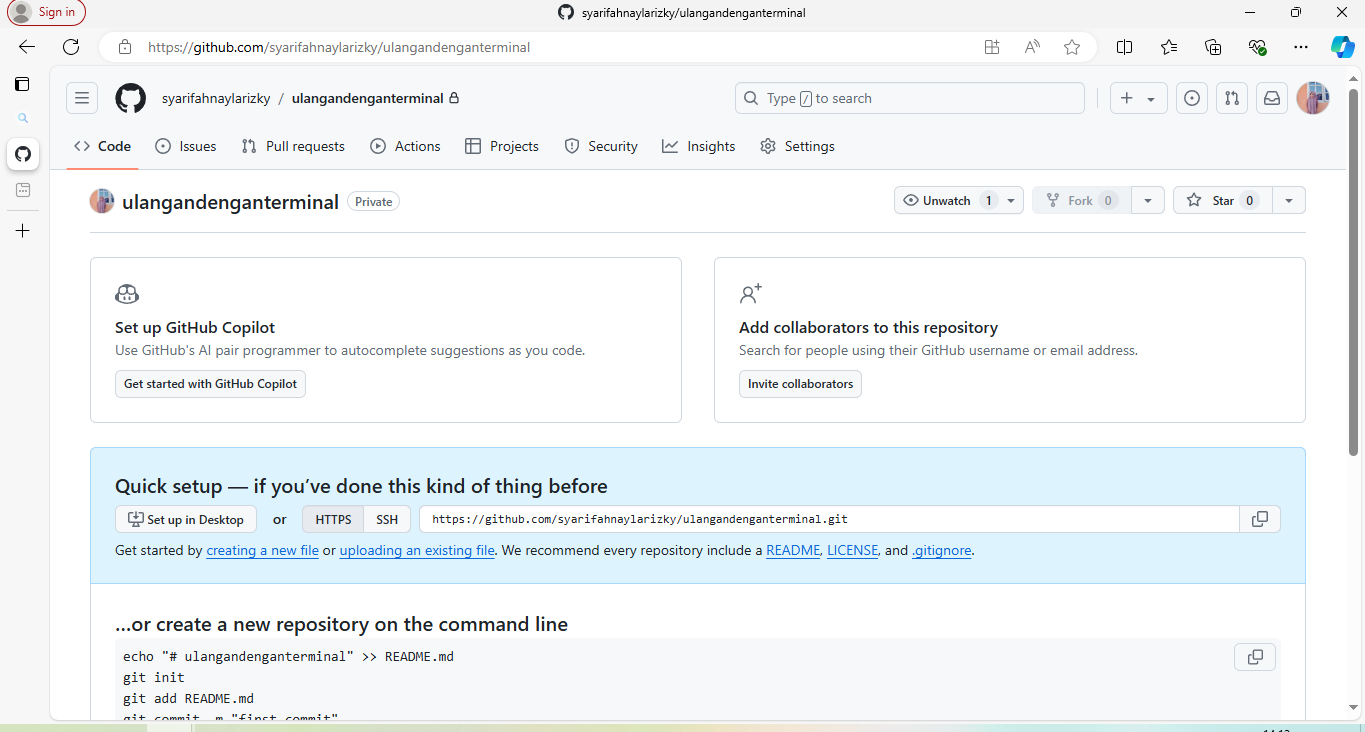 Sign in
syarifahnaylarizky/ulangandenganterminal
https://github.com/syarifahnaylarizky/ulangandenganterminal
syarifahnaylarizky / ulangandenganterminal
Type / to search
Code Issues Pull requests Actions Projects Security Insights Settings
ulangandenganterminal Private
Unwatch 1 Fork 0 Star 0
Set up GitHub Copilot
Use GitHub's AI pair programmer to autocomplete suggestions as you code.
Get started with GitHub Copilot
Add collaborators to this repository
Search for people using their GitHub username or email address.
Invite collaborators
Quick setup — if you’ve done this kind of thing before
Set up in Desktop or HTTPS SSH https://github.com/syarifahnaylarizky/ulangandenganterminal.git
Get started by creating a new file or uploading an existing file. We recommend every repository include a README, LICENSE, and .gitignore.
…or create a new repository on the command line
echo "# ulangandenganterminal" >> README.md
git init
git add README.md
git commit -m "first commit"